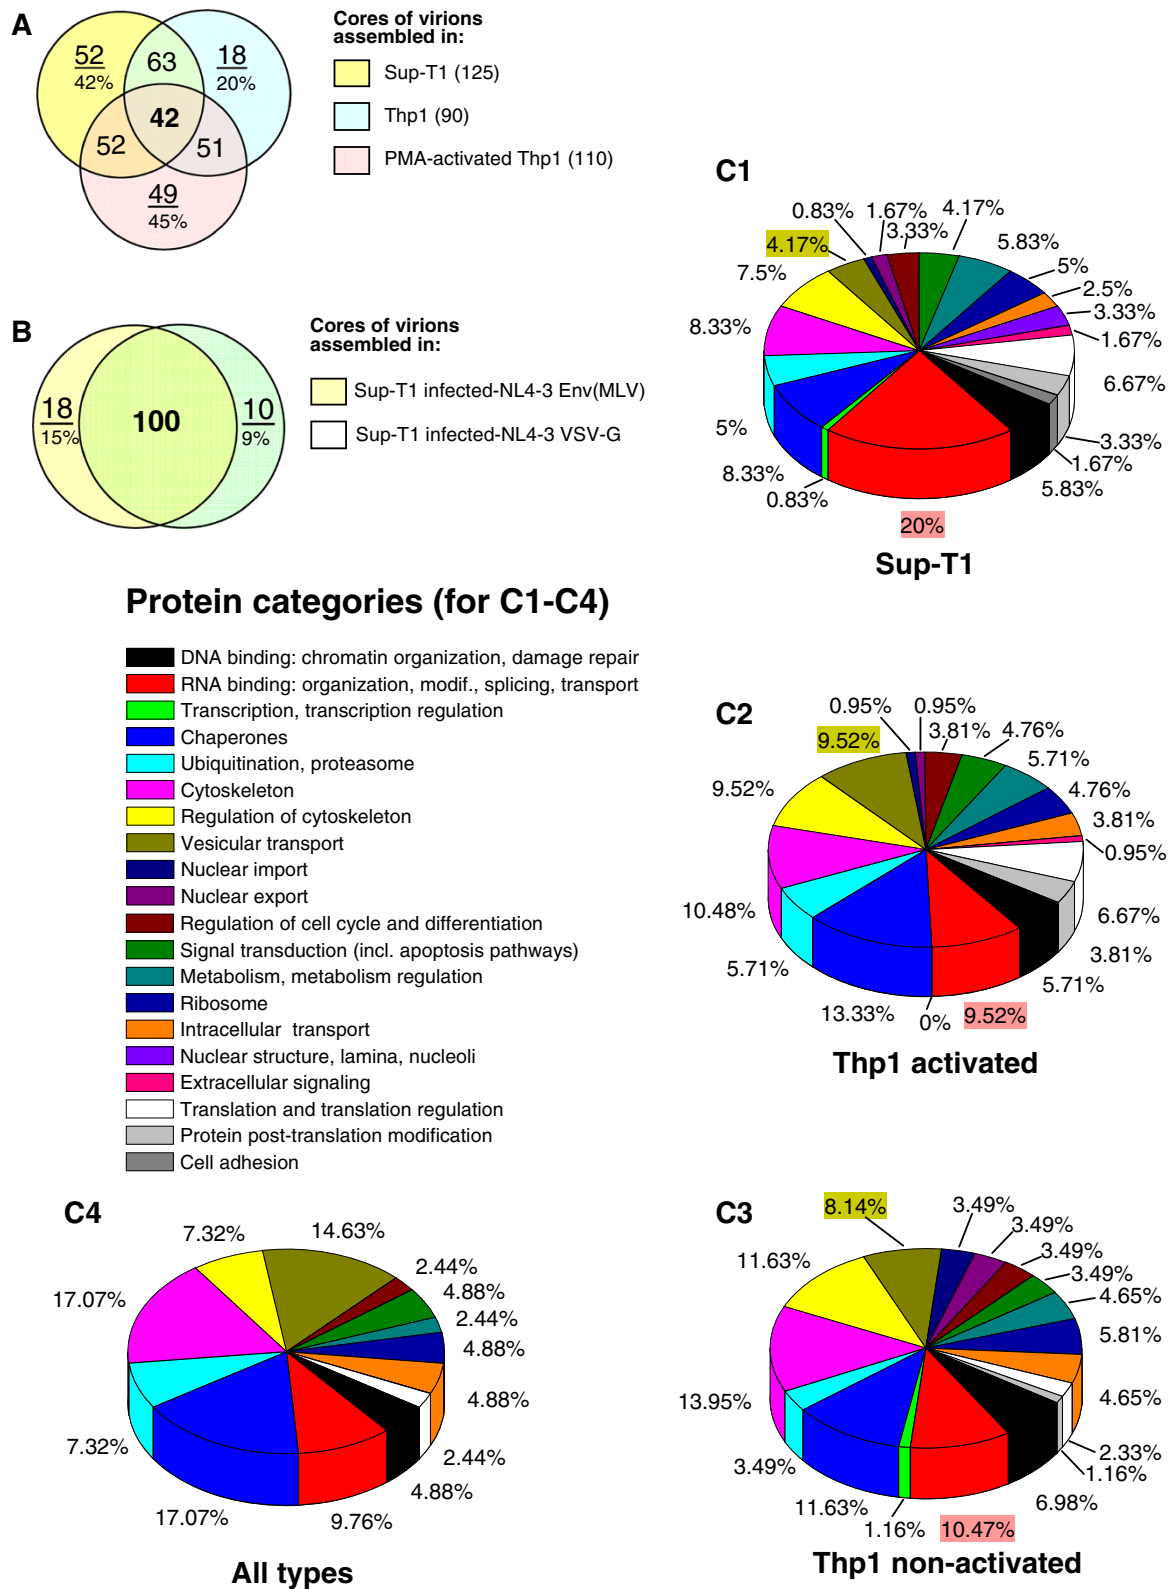 A
52
42%
63
18
20%
42
52
51
49
45%
Cores of virions
assembled in:
Sup-T1 (125)
Thp1 (90)
PMA-activated Thp1 (110)
B
18
15%
100
10
9%
Cores of virions
assembled in:
Sup-T1 infected-NL4-3 Env(MLV)
Sup-T1 infected-NL4-3 VSV-G
C1
0.83%
1.67%
4.17%
4.17%
3.33%
5.83%
7.5%
5%
2.5%
3.33%
8.33%
1.67%
6.67%
5%
3.33%
1.67%
8.33%
5.83%
0.83%
20%
Sup-T1
Protein categories (for C1-C4)
DNA binding: chromatin organization, damage repair
RNA binding: organization, modif., splicing, transport
Transcription, transcription regulation
Chaperones
Ubiquitination, proteasome
Cytoskeleton
Regulation of cytoskeleton
Vesicular transport
Nuclear import
Nuclear export
Regulation of cell cycle and differentiation
Signal transduction (incl. apoptosis pathways)
Metabolism, metabolism regulation
Ribosome
Intracellular transport
Nuclear structure, lamina, nucleoli
Extracellular signaling
Translation and translation regulation
Protein post-translation modification
Cell adhesion
C2
0.95%
0.95%
9.52%
3.81%
4.76%
5.71%
9.52%
4.76%
3.81%
0.95%
10.48%
6.67%
5.71%
3.81%
5.71%
13.33%
0%
9.52%
Thp1 activated
C4
7.32%
14.63%
2.44%
4.88%
17.07%
2.44%
4.88%
4.88%
7.32%
2.44%
4.88%
17.07%
9.76%
All types
C3
8.14%
3.49%
3.49%
3.49%
11.63%
3.49%
4.65%
5.81%
13.95%
4.65%
2.33%
3.49%
1.16%
11.63%
6.98%
1.16%
10.47%
Thp1 non-activated